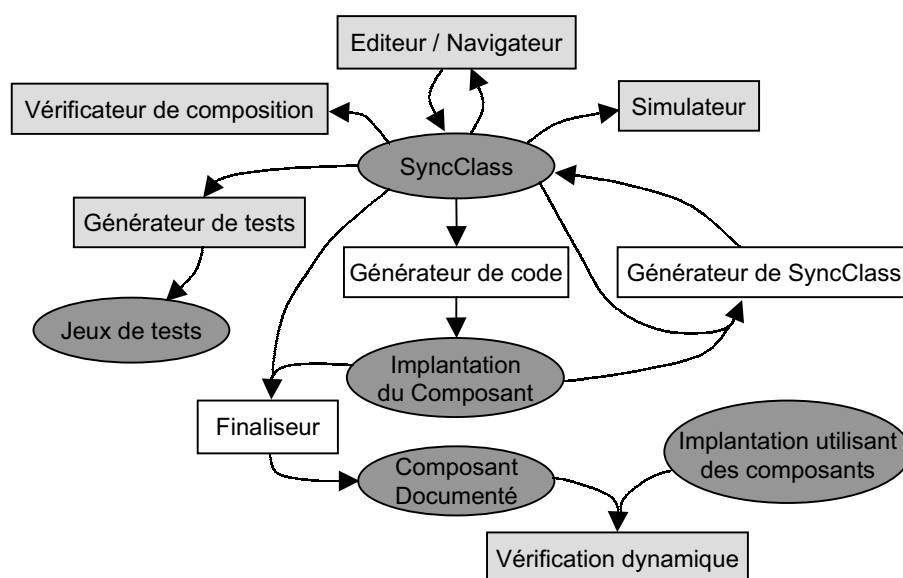 Editeur / Navigateur
Vérificateur de composition
Simulateur
SyncClass
Générateur de tests
Générateur de code
Générateur de SyncClass
Jeux de tests
Implantation
du Composant
Finaliseur
Implantation utilisant
des composants
Composant
Documenté
Vérification dynamique